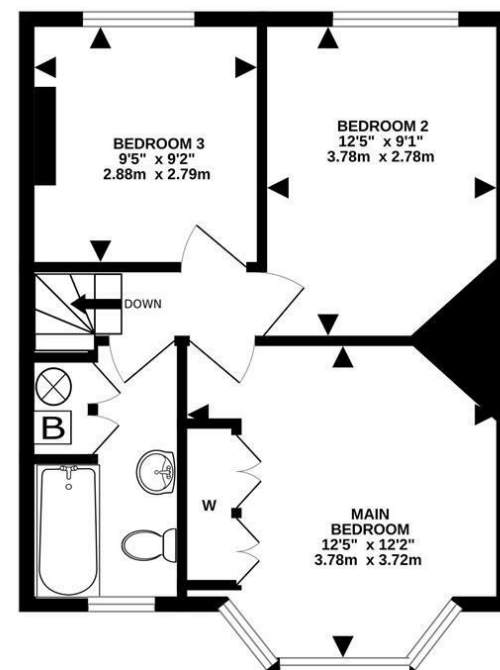 BEDROOM 3
9'5" x 9'2"
2.88m x 2.79m
BEDROOM 2
12'5" x 9'1"
3.78m x 2.78m
DOWN
B
W
MAIN
BEDROOM
12'5" x 12'2"
3.78m x 3.72m